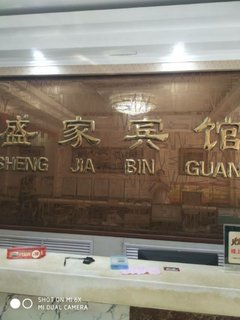 盛家宾馆
SHENG JIA BIN GUAN
SHOT ON MI 8X
MI DUAL CAMERA